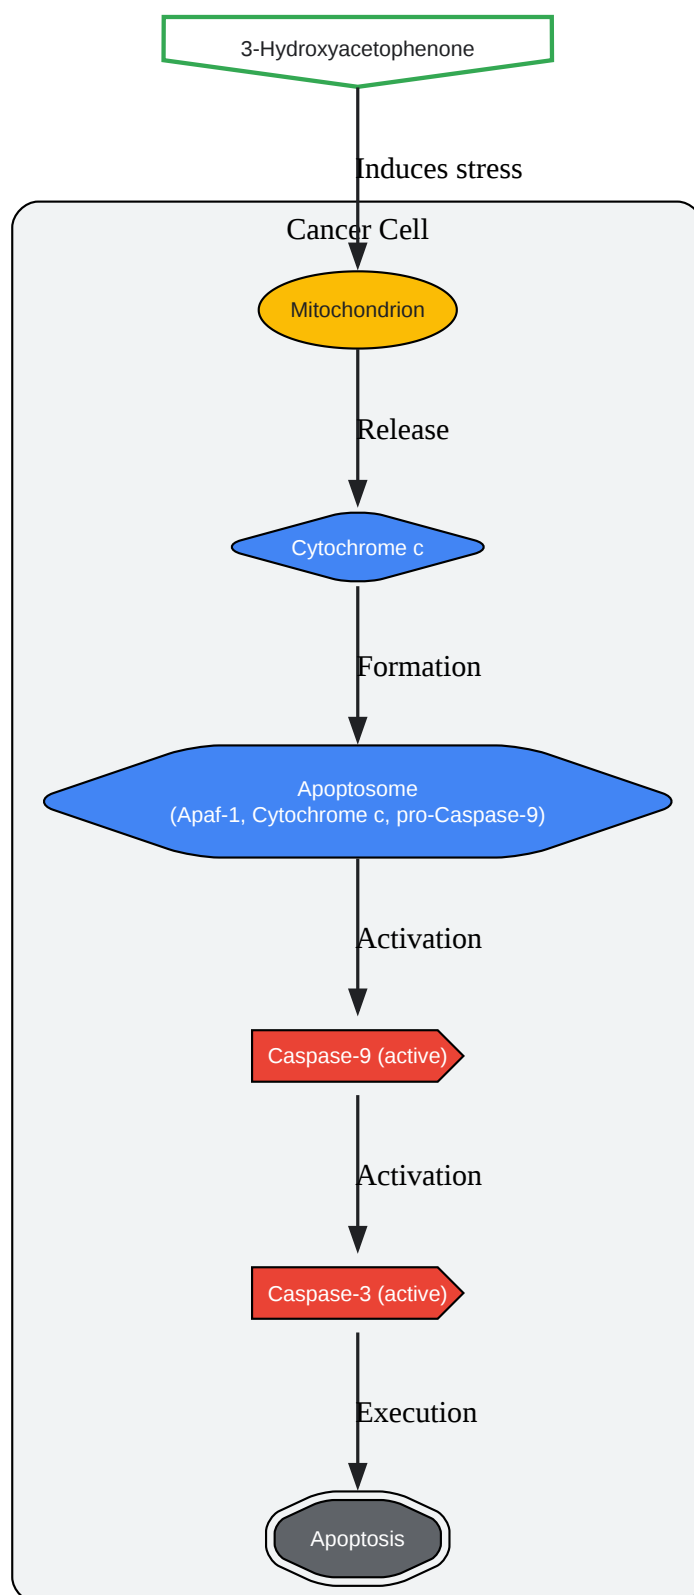 3-Hydroxyacetophenone
Induces stress
Cancer Cell
Mitochondrion
Release
Cytochrome c
Formation
Apoptosome
(Apaf-1, Cytochrome c, pro-Caspase-9)
Activation
Caspase-9 (active)
Activation
Caspase-3 (active)
Execution
Apoptosis